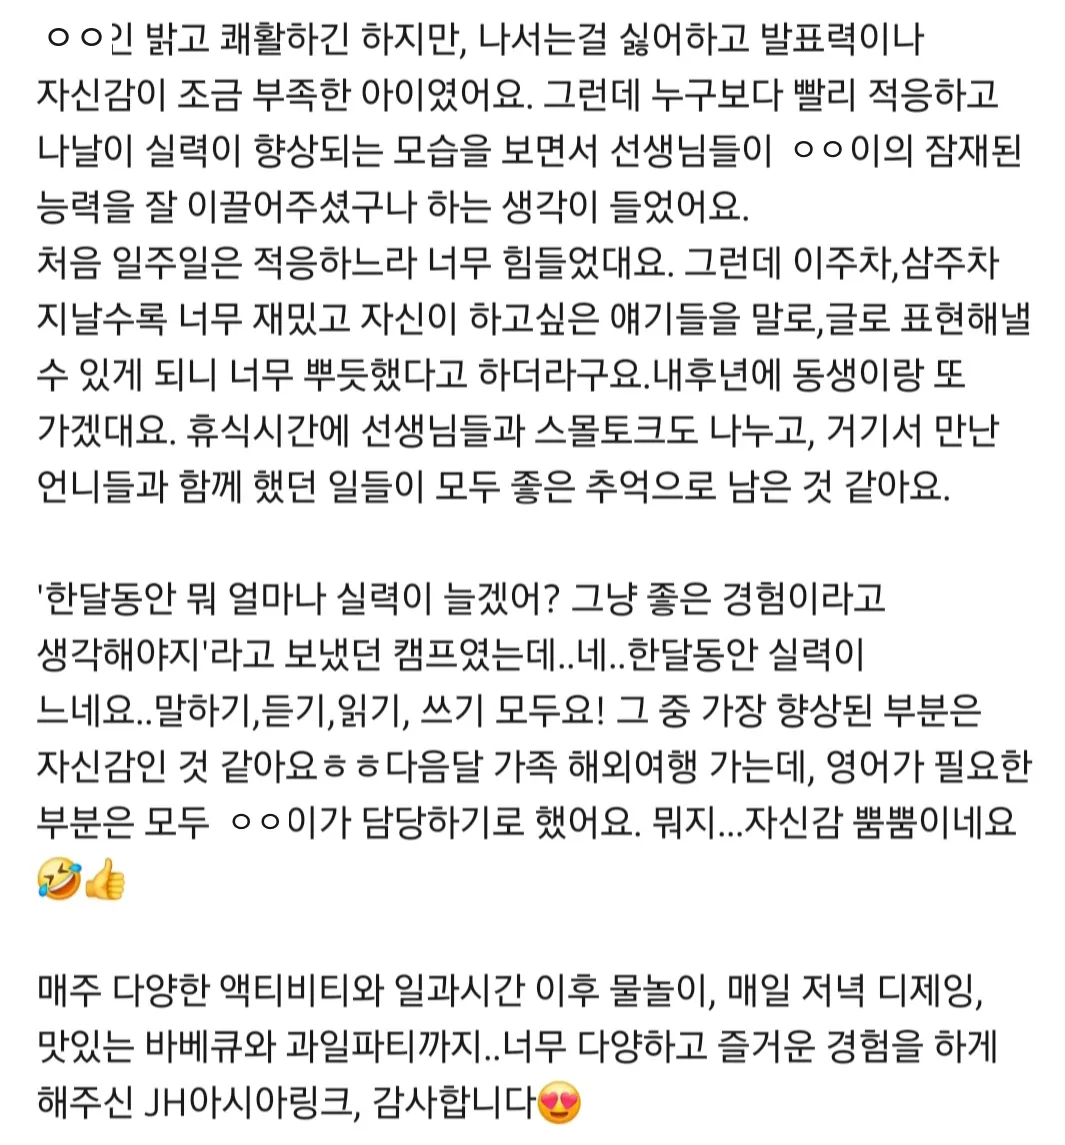 ㅇㅇ인 밝고 쾌활하긴 하지만, 나서는걸 싫어하고 발표력이나
자신감이 조금 부족한 아이였어요. 그런데 누구보다 빨리 적응하고
나날이 실력이 향상되는 모습을 보면서 선생님들이 ㅇㅇ이의 잠재된
능력을 잘 이끌어주셨구나 하는 생각이 들었어요.
처음 일주일은 적응하느라 너무 힘들었대요. 그런데 이주차,삼주차
지날수록 너무 재밌고 자신이 하고싶은 얘기들을 말로,글로 표현해낼
수 있게 되니 너무 뿌듯했다고 하더라구요.내후년에 동생이랑 또
가겠대요. 휴식시간에 선생님들과 스몰토크도 나누고, 거기서 만난
언니들과 함께 했던 일들이 모두 좋은 추억으로 남은 것 같아요.
'한달동안 뭐 얼마나 실력이 늘겠어? 그냥 좋은 경험이라고
생각해야지'라고 보냈던 캠프였는데..네..한달동안 실력이
느네요..말하기,듣기,읽기, 쓰기 모두요! 그 중 가장 향상된 부분은
자신감인 것 같아요ㅎㅎ다음달 가족 해외여행 가는데, 영어가 필요한
부분은 모두 ㅇㅇ이가 담당하기로 했어요. 뭐지...자신감 뿜뿜이네요
🤣👍
매주 다양한 액티비티와 일과시간 이후 물놀이, 매일 저녁 디제잉,
맛있는 바베큐와 과일파티까지..너무 다양하고 즐거운 경험을 하게
해주신 JH아시아링크, 감사합니다😍